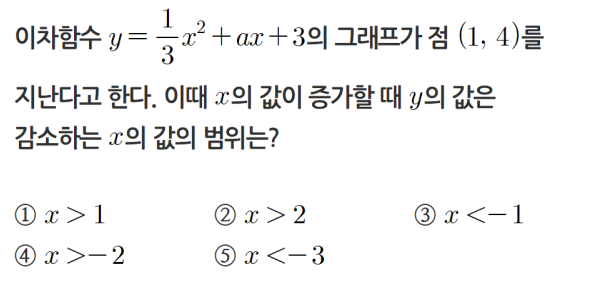 이차함수 $y=\frac{1}{3}x^2+ax+3$의 그래프가 점 $(1, 4)$를
지난다고 한다. 이때 $x$의 값이 증가할 때 $y$의 값은
감소하는 $x$의 값의 범위는?
① $x>1$ ② $x>2$ ③ $x<-1$
④ $x>-2$ ⑤ $x<-3$